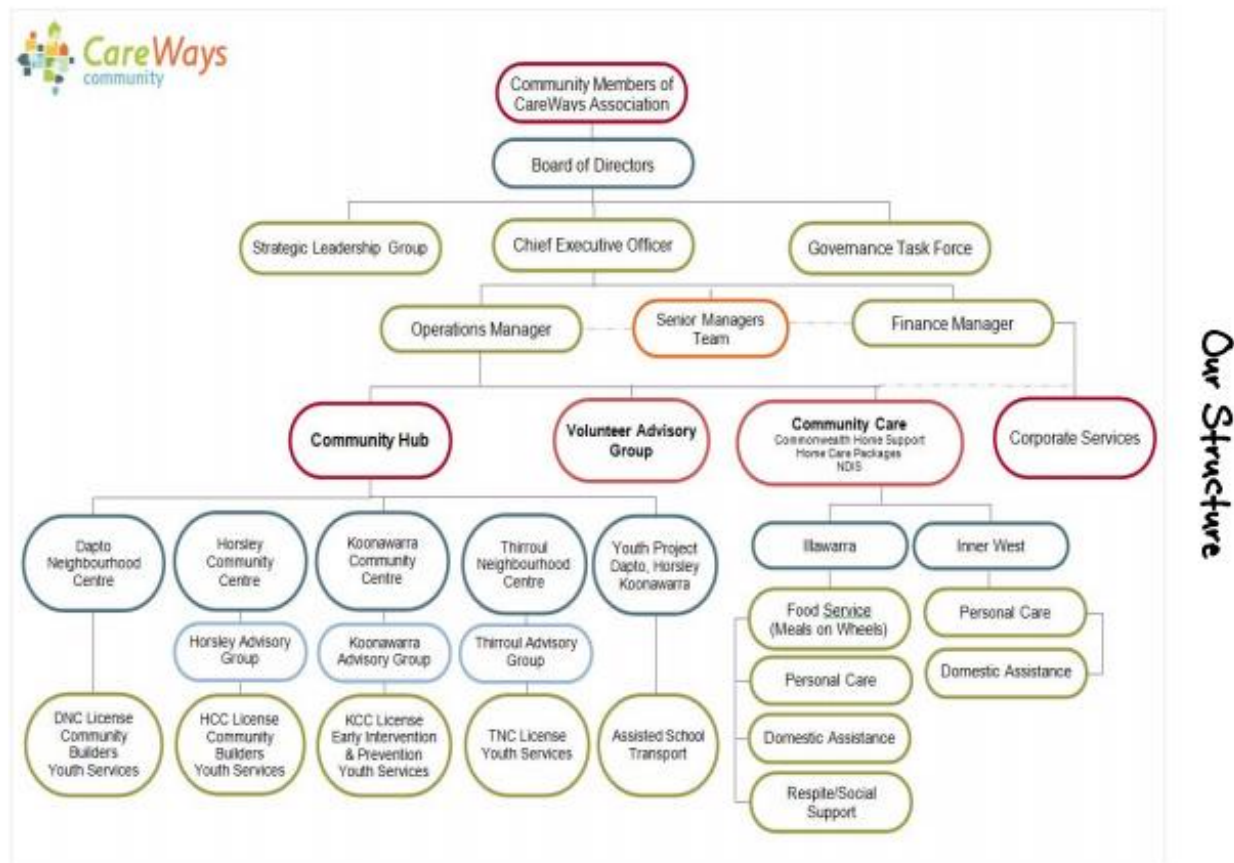 CareWays
community
Community Members of
CareWays Association
Board of Directors
Strategic Leadership Group
Chief Executive Officer
Governance Task Force
Operations Manager
Senior Managers
Team
Finance Manager
Community Hub
Volunteer Advisory
Group
Community Care
Commonwealth Home Support
Home Care Packages
NDIS
Corporate Services
Dapto
Neighbourhood
Centre
Horsley
Community
Centre
Koonawarra
Community
Centre
Thirroul
Neighbourhood
Centre
Youth Project
Dapto, Horsley
Koonawarra
Illawarra
Inner West
Horsley Advisory
Group
Koonawarra
Advisory Group
Thirroul Advisory
Group
Food Service
(Meals on Wheels)
Personal Care
Personal Care
Domestic Assistance
DNC License
Community
Builders
Youth Services
HCC License
Community
Builders
Youth Services
KCC License
Early Intervention
& Prevention
Youth Services
TNC License
Youth Services
Assisted School
Transport
Domestic Assistance
Respite/Social
Support
Our Structure